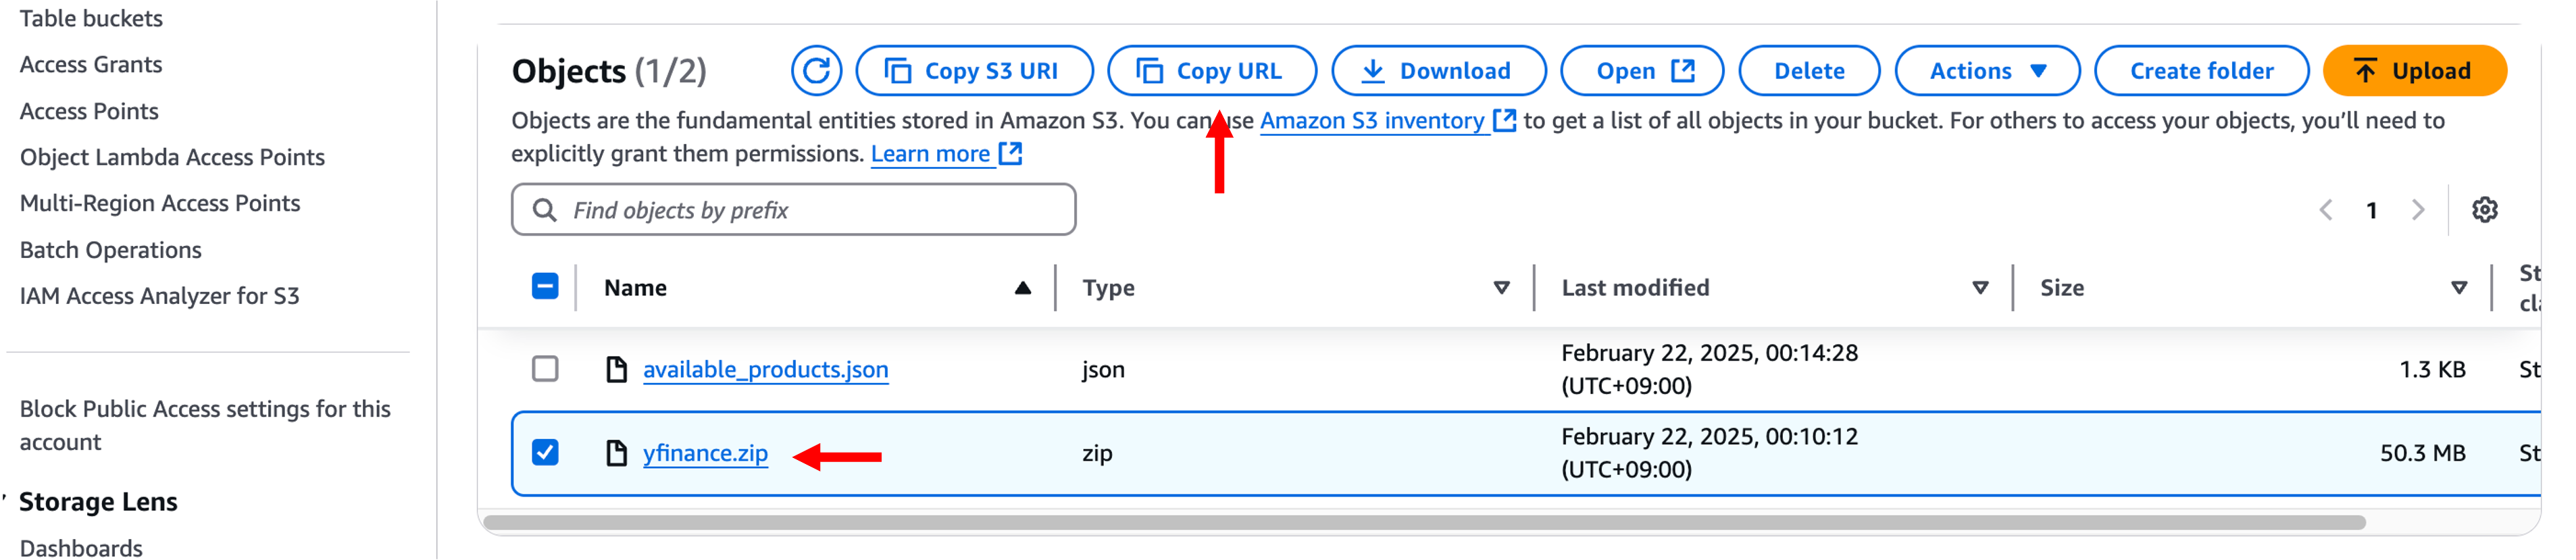 Table buckets
Access Grants
Access Points
Object Lambda Access Points
Multi-Region Access Points
Batch Operations
IAM Access Analyzer for S3
Block Public Access settings for this
account
Storage Lens
Dashboards
Objects (1/2)
Copy S3 URI
Copy URL
Download
Open
Delete
Actions
Create folder
Upload
Objects are the fundamental entities stored in Amazon S3. You can use Amazon S3 inventory to get a list of all objects in your bucket. For others to access your objects, you’ll need to
explicitly grant them permissions. Learn more
Find objects by prefix
1
Name Type Last modified Size
available_products.json json February 22, 2025, 00:14:28
(UTC+09:00) 1.3 KB
yfinance.zip zip February 22, 2025, 00:10:12
(UTC+09:00) 50.3 MB